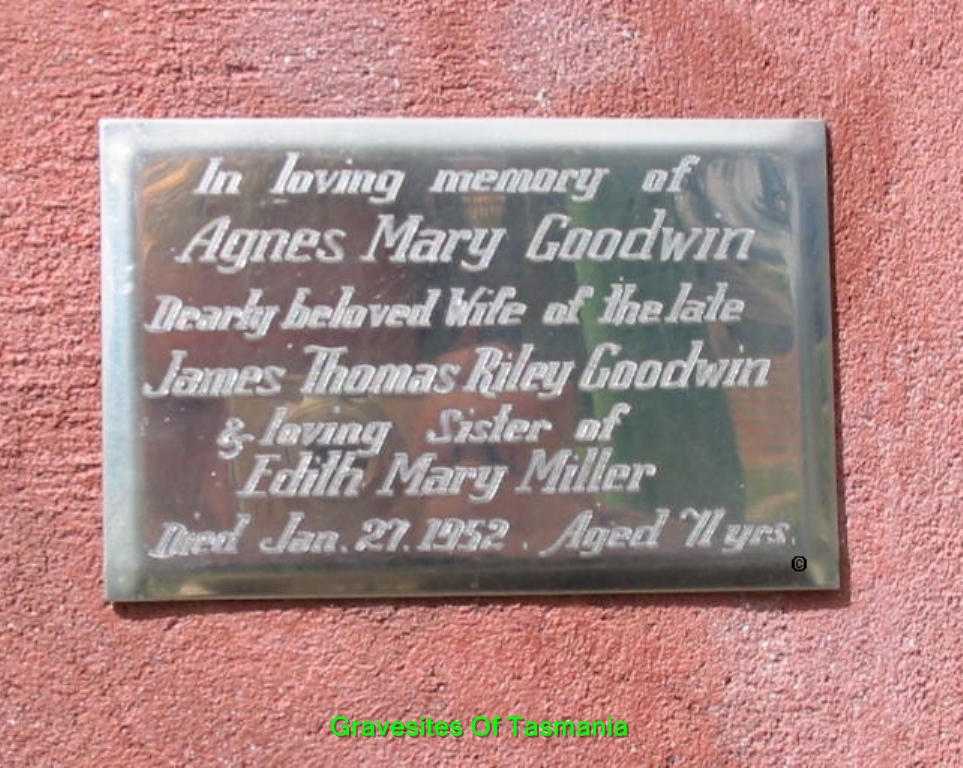 In loving memory of
Agnes Mary Goodwin
Dearly beloved Wife of the late
James Thomas Riley Goodwin
& loving Sister of
Edith Mary Miller
Died Jan. 27. 1952. Aged 71 yrs.
©
Gravesites Of Tasmania